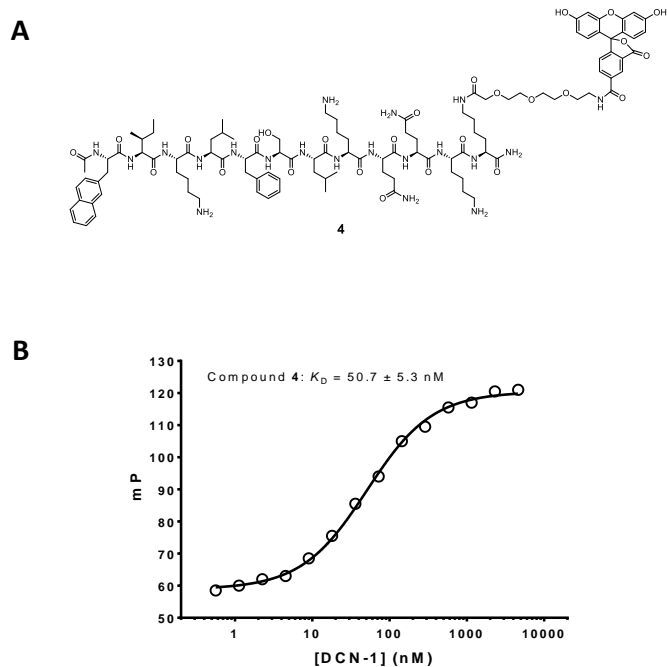 A
HO O OH
O
O
NH2
O
H2N O
HN O O O NH O
HO
O H N O H N O H N O H N O H N O H N NH2
O N H O N H O N H O N H O N H O N H O
NH2
O NH2
NH2
4
B
Compound 4: KD = 50.7 ± 5.3 nM
mP
130
120
110
100
90
80
70
60
50
1 10 100 1000 10000
[DCN-1] (nM)